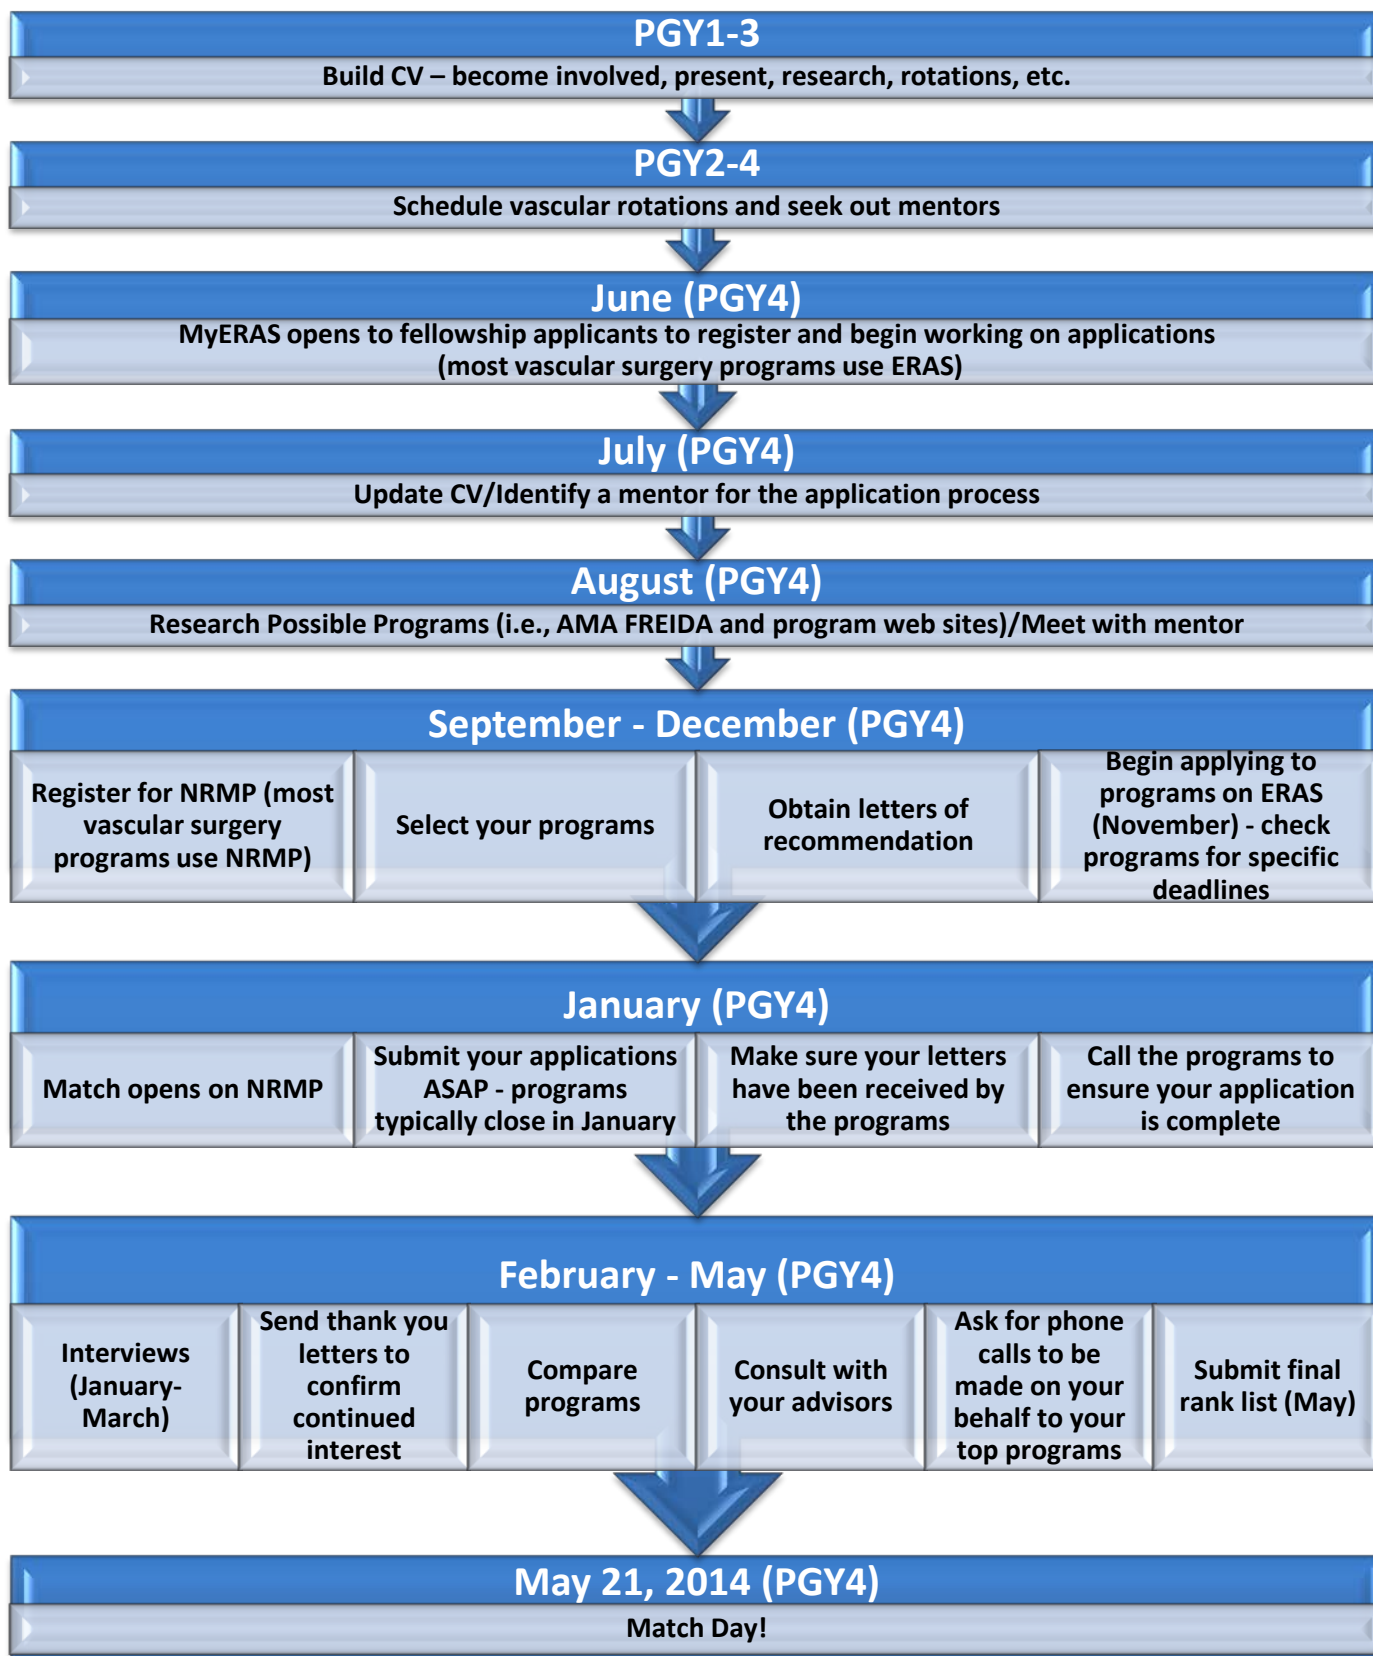 PGY1-3
Build CV – become involved, present, research, rotations, etc.
PGY2-4
Schedule vascular rotations and seek out mentors
June (PGY4)
MyERAS opens to fellowship applicants to register and begin working on applications
(most vascular surgery programs use ERAS)
July (PGY4)
Update CV/Identify a mentor for the application process
August (PGY4)
Research Possible Programs (i.e., AMA FREIDA and program web sites)/Meet with mentor
September - December (PGY4)
Register for NRMP (most
vascular surgery
programs use NRMP)
Select your programs
Obtain letters of
recommendation
Begin applying to
programs on ERAS
(November) - check
programs for specific
deadlines
January (PGY4)
Match opens on NRMP
Submit your applications
ASAP - programs
typically close in January
Make sure your letters
have been received by
the programs
Call the programs to
ensure your application
is complete
February - May (PGY4)
Interviews
(January-
March)
Send thank you
letters to
confirm
continued
interest
Compare
programs
Consult with
your advisors
Ask for phone
calls to be
made on your
behalf to your
top programs
Submit final
rank list (May)
May 21, 2014 (PGY4)
Match Day!